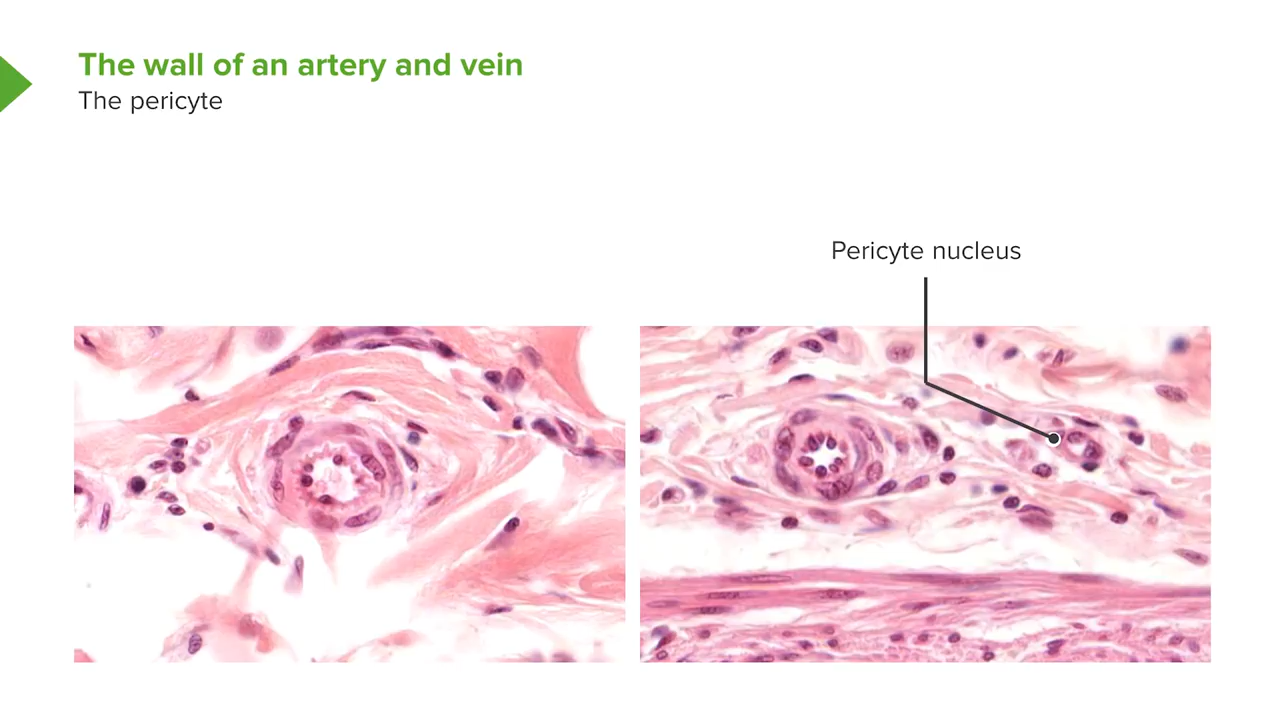 The wall of an artery and vein
The pericyte
Pericyte nucleus